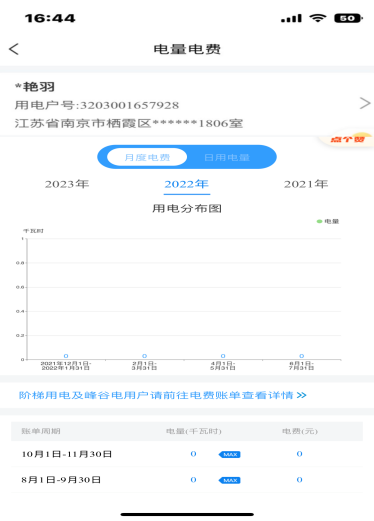 16:44
50
电量电费
*艳羽
用电户号:3203001657928
江苏省南京市栖霞区******1806室
点个赞
月度电费 日用电量
2023年 2022年 2021年
用电分布图
电量
千瓦时
1
0.8
0.6
0.4
0.2
0
0 0 0 0
2021年12月1日- 2月1日- 4月1日- 6月1日-
2022年1月31日 3月31日 5月31日 7月31日
阶梯用电及峰谷电用户请前往电费账单查看详情 >>
账单周期 电量(千瓦时) 电费(元)
10月1日-11月30日 0 MAX 0
8月1日-9月30日 0 MAX 0